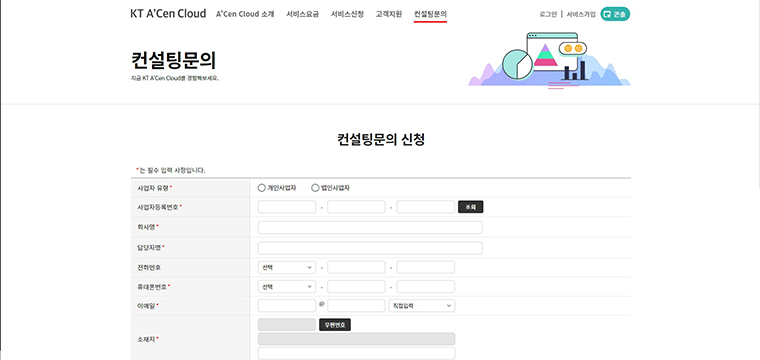 KT A'Cen Cloud A'Cen Cloud 소개 서비스요금 서비스신청 고객지원 컨설팅문의 로그인 | 서비스가입 콘솔
컨설팅문의
지금 KT A'Cen Cloud를 경험해보세요.
컨설팅문의 신청
*는 필수 입력 사항입니다.
사업자 유형 * 개인사업자 법인사업자
사업자등록번호 * - - 조회
회사명 *
담당자명 *
전화번호 선택 - -
휴대폰번호 * 선택 - -
이메일 * @ 직접입력
우편번호
소재지 *